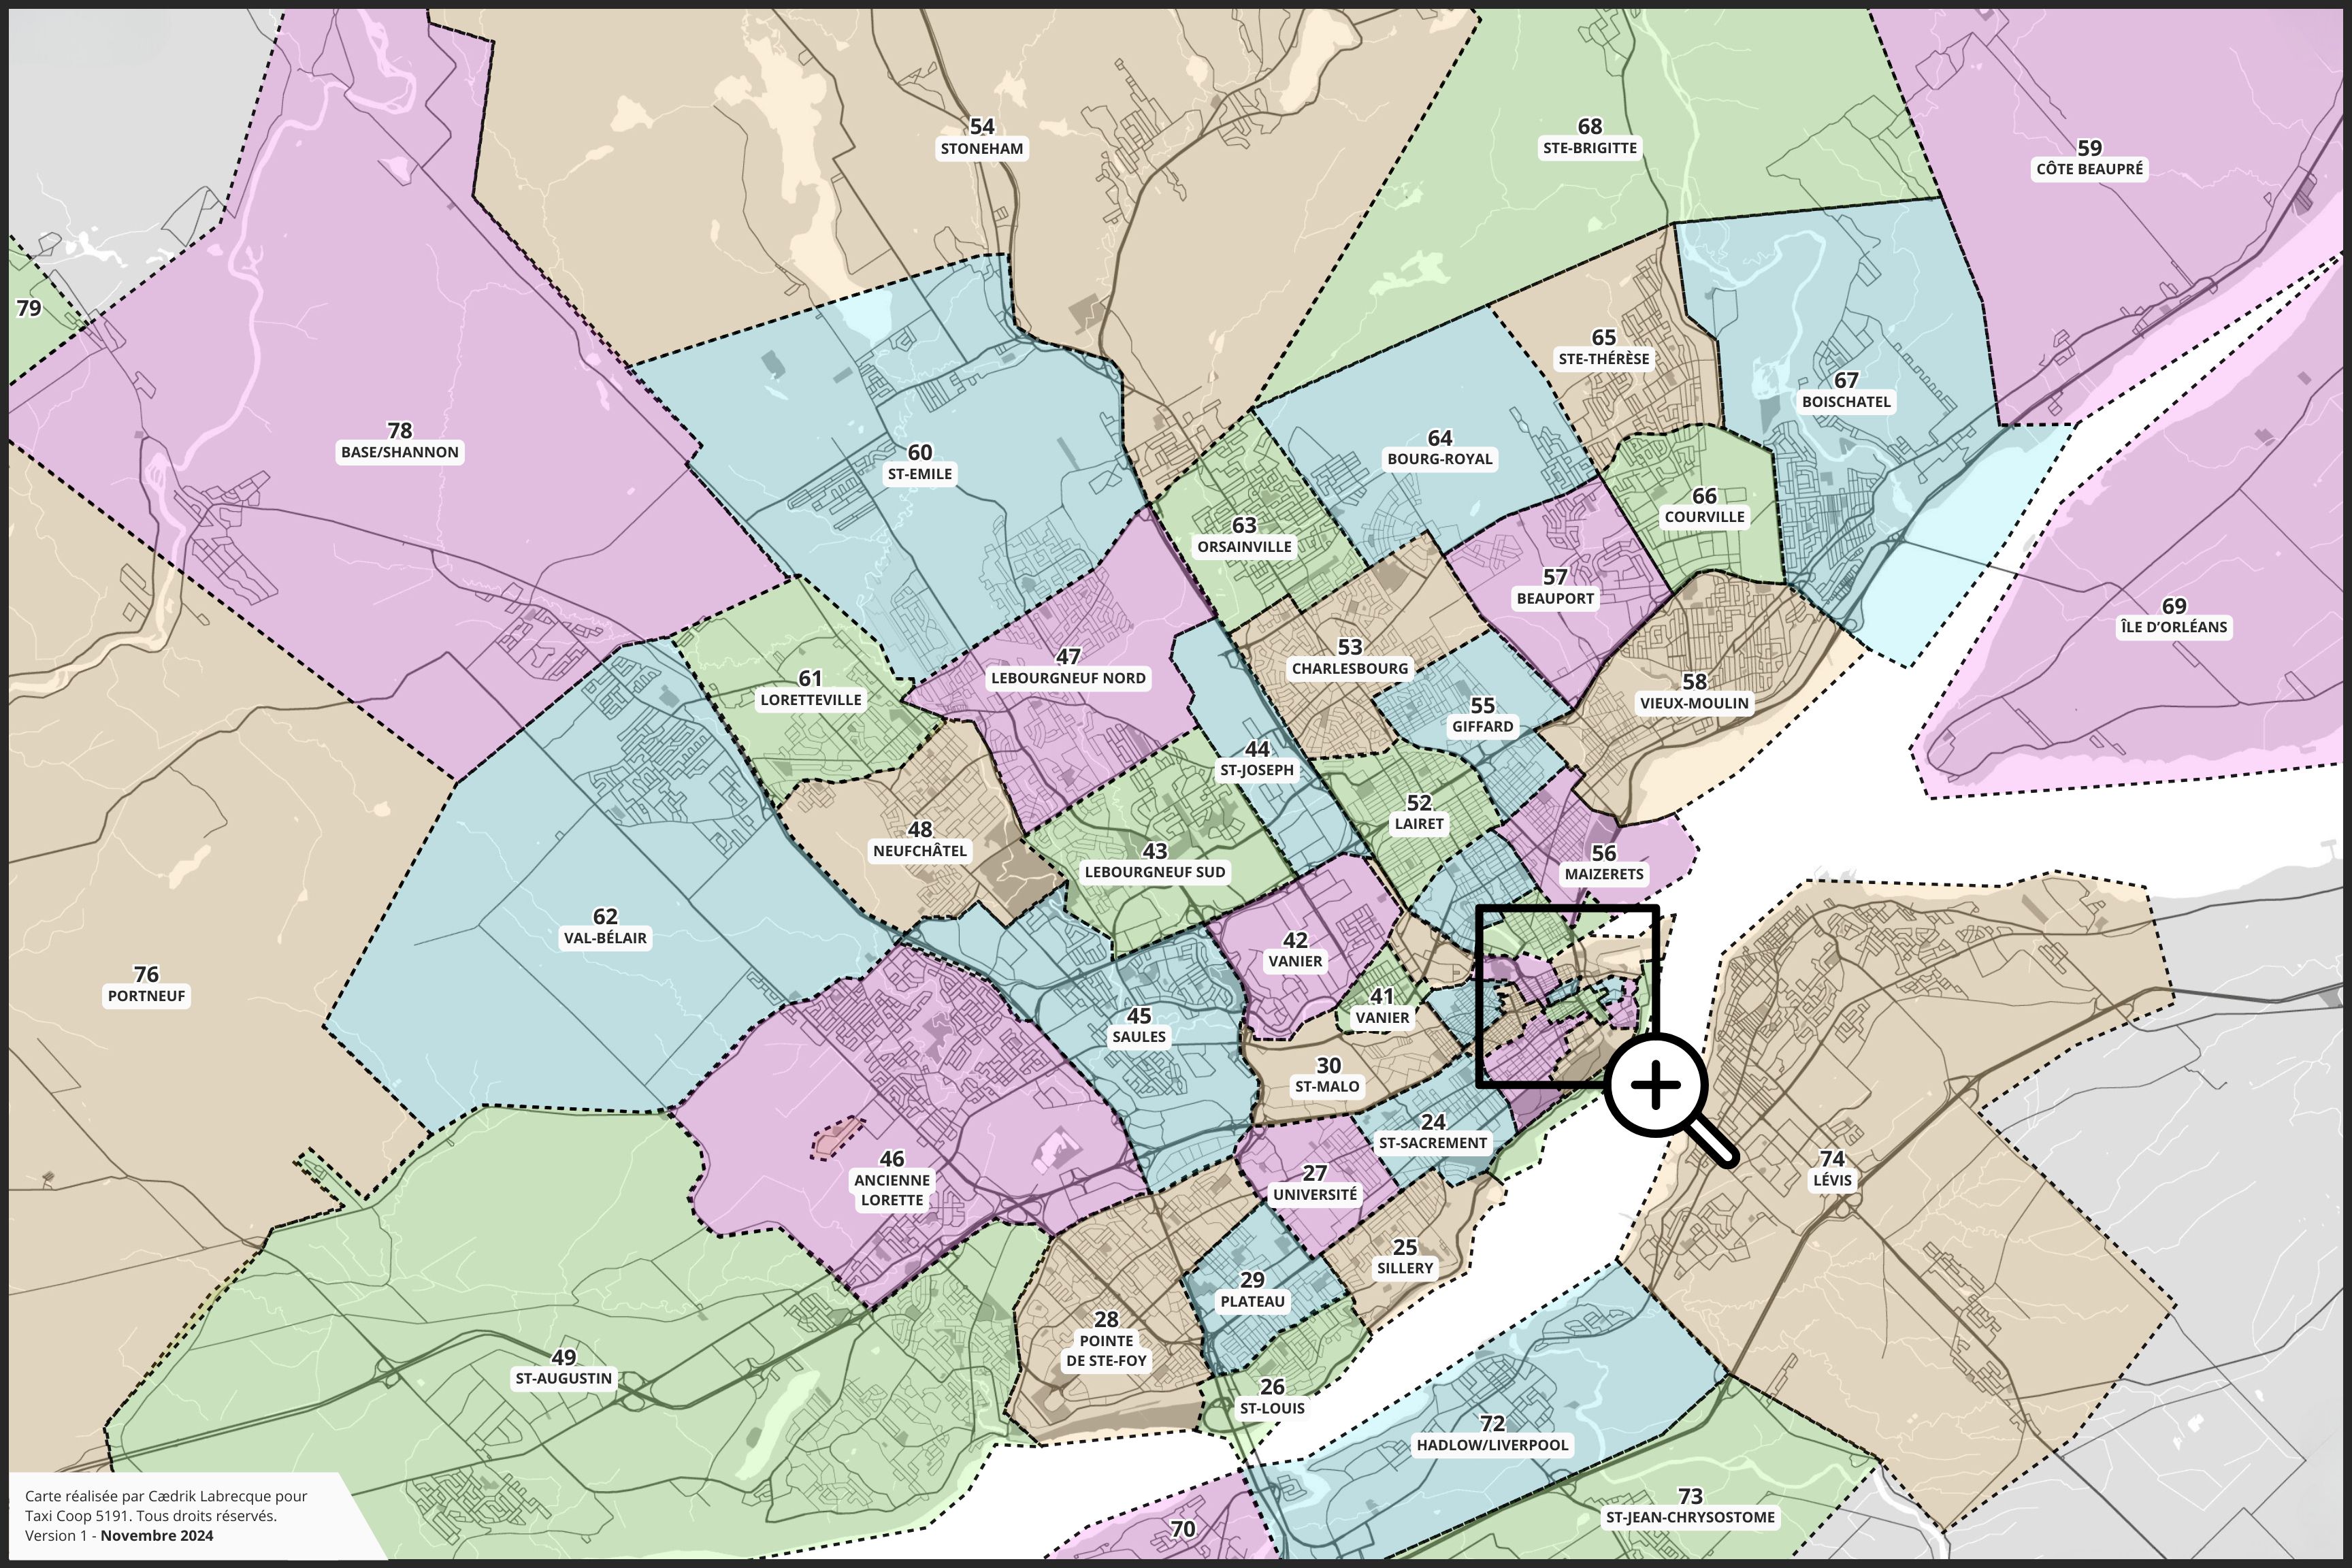 54
STONEHAM
68
STE-BRIGITTE
59
CÔTE BEAUPRÉ
79
65
STE-THÉRÈSE
67
BOISCHATEL
78
BASE/SHANNON
60
ST-EMILE
64
BOURG-ROYAL
66
COURVILLE
63
ORSAINVILLE
57
BEAUPORT
69
ÎLE D’ORLÉANS
61
LORETTEVILLE
47
LEBOURGNEUF NORD
53
CHARLESBOURG
58
VIEUX-MOULIN
55
GIFFARD
44
ST-JOSEPH
52
LAIRET
48
NEUFCHÂTEL
43
LEBOURGNEUF SUD
56
MAIZERETS
62
VAL-BÉLAIR
42
VANIER
76
PORTNEUF
41
VANIER
45
SAULES
30
ST-MALO
24
ST-SACREMENT
46
ANCIENNE
LORETTE
27
UNIVERSITÉ
74
LÉVIS
25
SILLERY
29
PLATEAU
28
POINTE
DE STE-FOY
49
ST-AUGUSTIN
26
ST-LOUIS
72
HADLOW/LIVERPOOL
73
ST-JEAN-CHRYSOSTOME
70
Carte réalisée par Cædrik Labrecque pour
Taxi Coop 5191. Tous droits réservés.
Version 1 - Novembre 2024